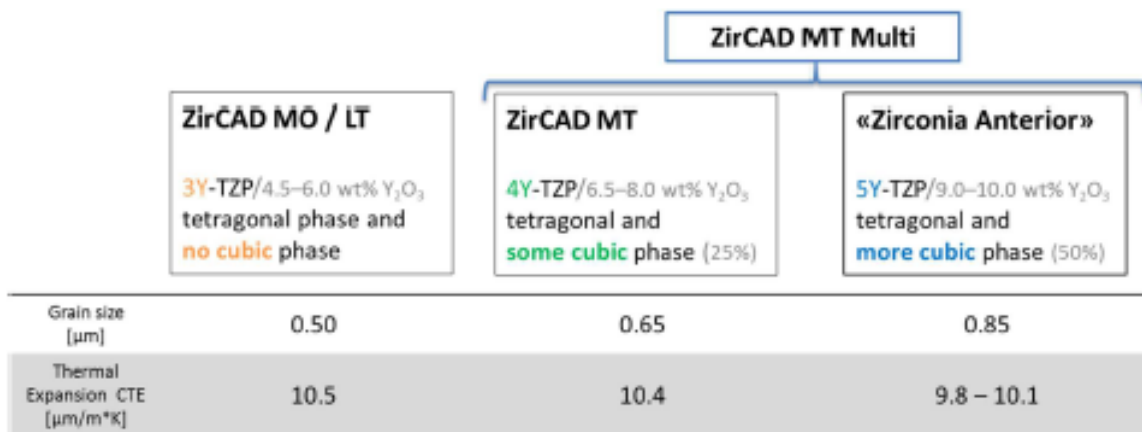 ZirCAD MT Multi
ZirCAD MO / LT
3Y-TZP/4.5–6.0 wt% Y₂O₃
tetragonal phase and
no cubic phase
ZirCAD MT
4Y-TZP/6.5–8.0 wt% Y₂O₃
tetragonal and
some cubic phase (25%)
«Zirconia Anterior»
5Y-TZP/9.0–10.0 wt% Y₂O₃
tetragonal and
more cubic phase (50%)
Grain size
[µm]
0.50
0.65
0.85
Thermal
Expansion CTE
[µm/m*K]
10.5
10.4
9.8 – 10.1